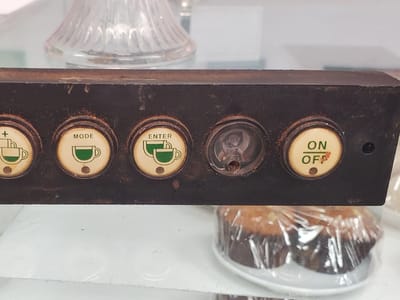 +
MODE
ENTER
ON
OFF